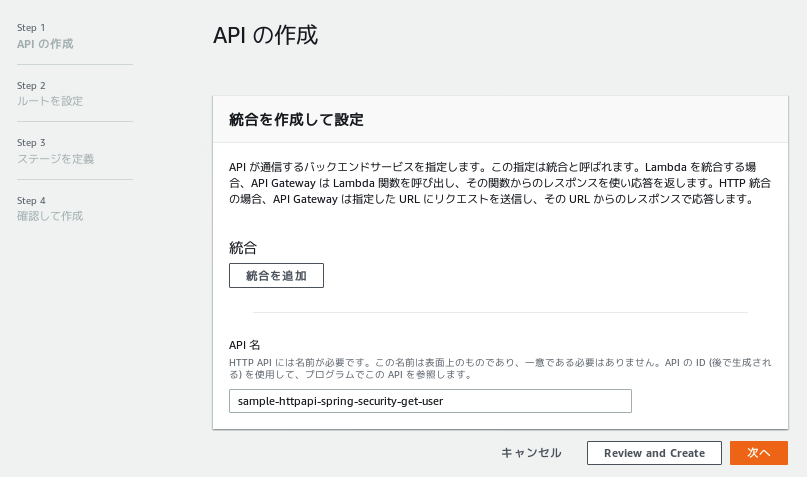 Step 1
API の作成
Step 2
ルートを設定
Step 3
ステージを定義
Step 4
確認して作成
API の作成
統合を作成して設定
API が通信するバックエンドサービスを指定します。この指定は統合と呼ばれます。Lambda を統合する場
合、API Gateway は Lambda 関数を呼び出し、その関数からのレスポンスを使い応答を返します。HTTP 統合
の場合、API Gateway は指定した URL にリクエストを送信し、その URL からのレスポンスで応答します。
統合
統合を追加
API 名
HTTP API には名前が必要です。この名前は表面上のものであり、一意である必要はありません。API の ID (後で生成され
る) を使用して、プログラムでこの API を参照します。
sample-httpapi-spring-security-get-user
キャンセル
Review and Create
次へ